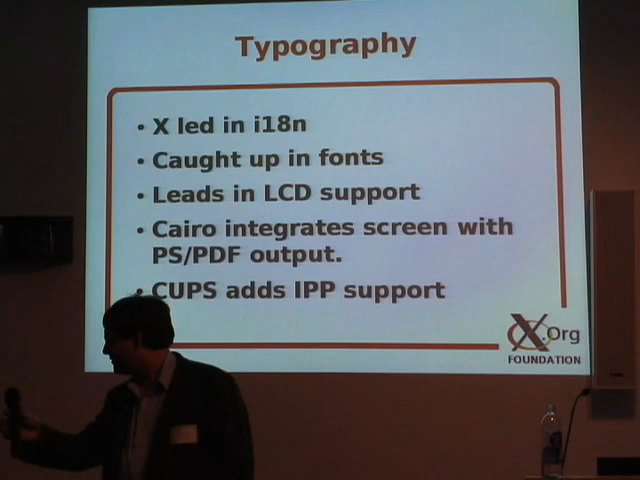 Typography
• X led in i18n
• Caught up in fonts
• Leads in LCD support
• Cairo integrates screen with
PS/PDF output.
• CUPS adds IPP support
X.Org
FOUNDATION